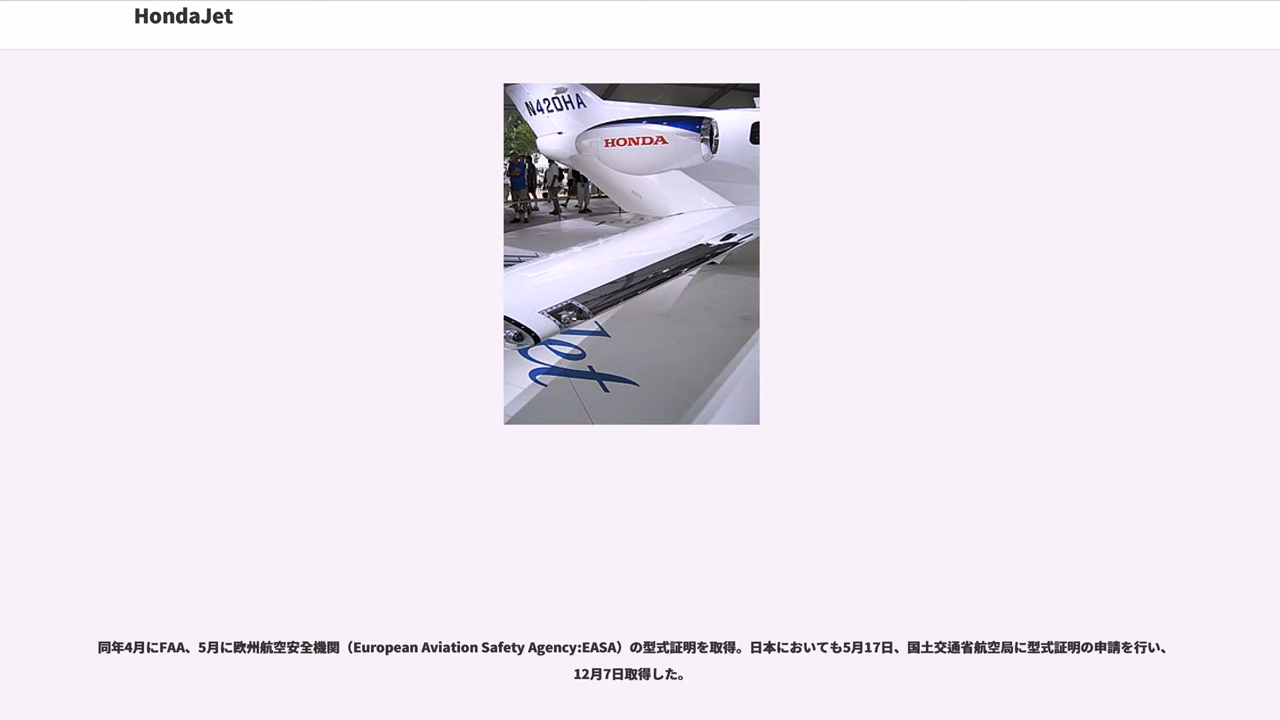 HondaJet
N420HA
HONDA
Jet
同年4月にFAA、5月に欧州航空安全機関（European Aviation Safety Agency:EASA）の型式証明を取得。日本においても5月17日、国土交通省航空局に型式証明の申請を行い、
12月7日取得した。